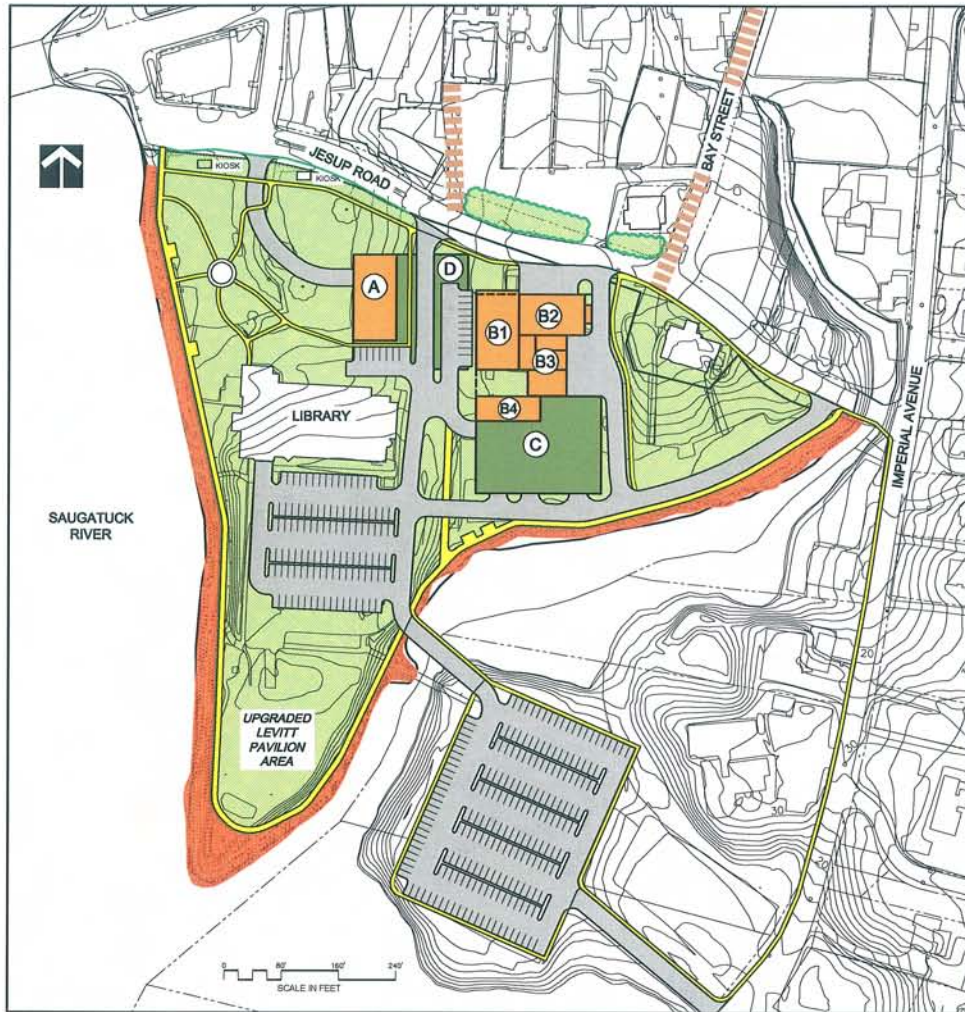 KIOSK
KIOSK
JESUP ROAD
BAY STREET
IMPERIAL AVENUE
A
D
B1
B2
B3
B4
C
LIBRARY
SAUGATUCK
RIVER
UPGRADED
LEVITT
PAVILION
AREA
20
30
30
20
0
80'
160'
240'
SCALE IN FEET